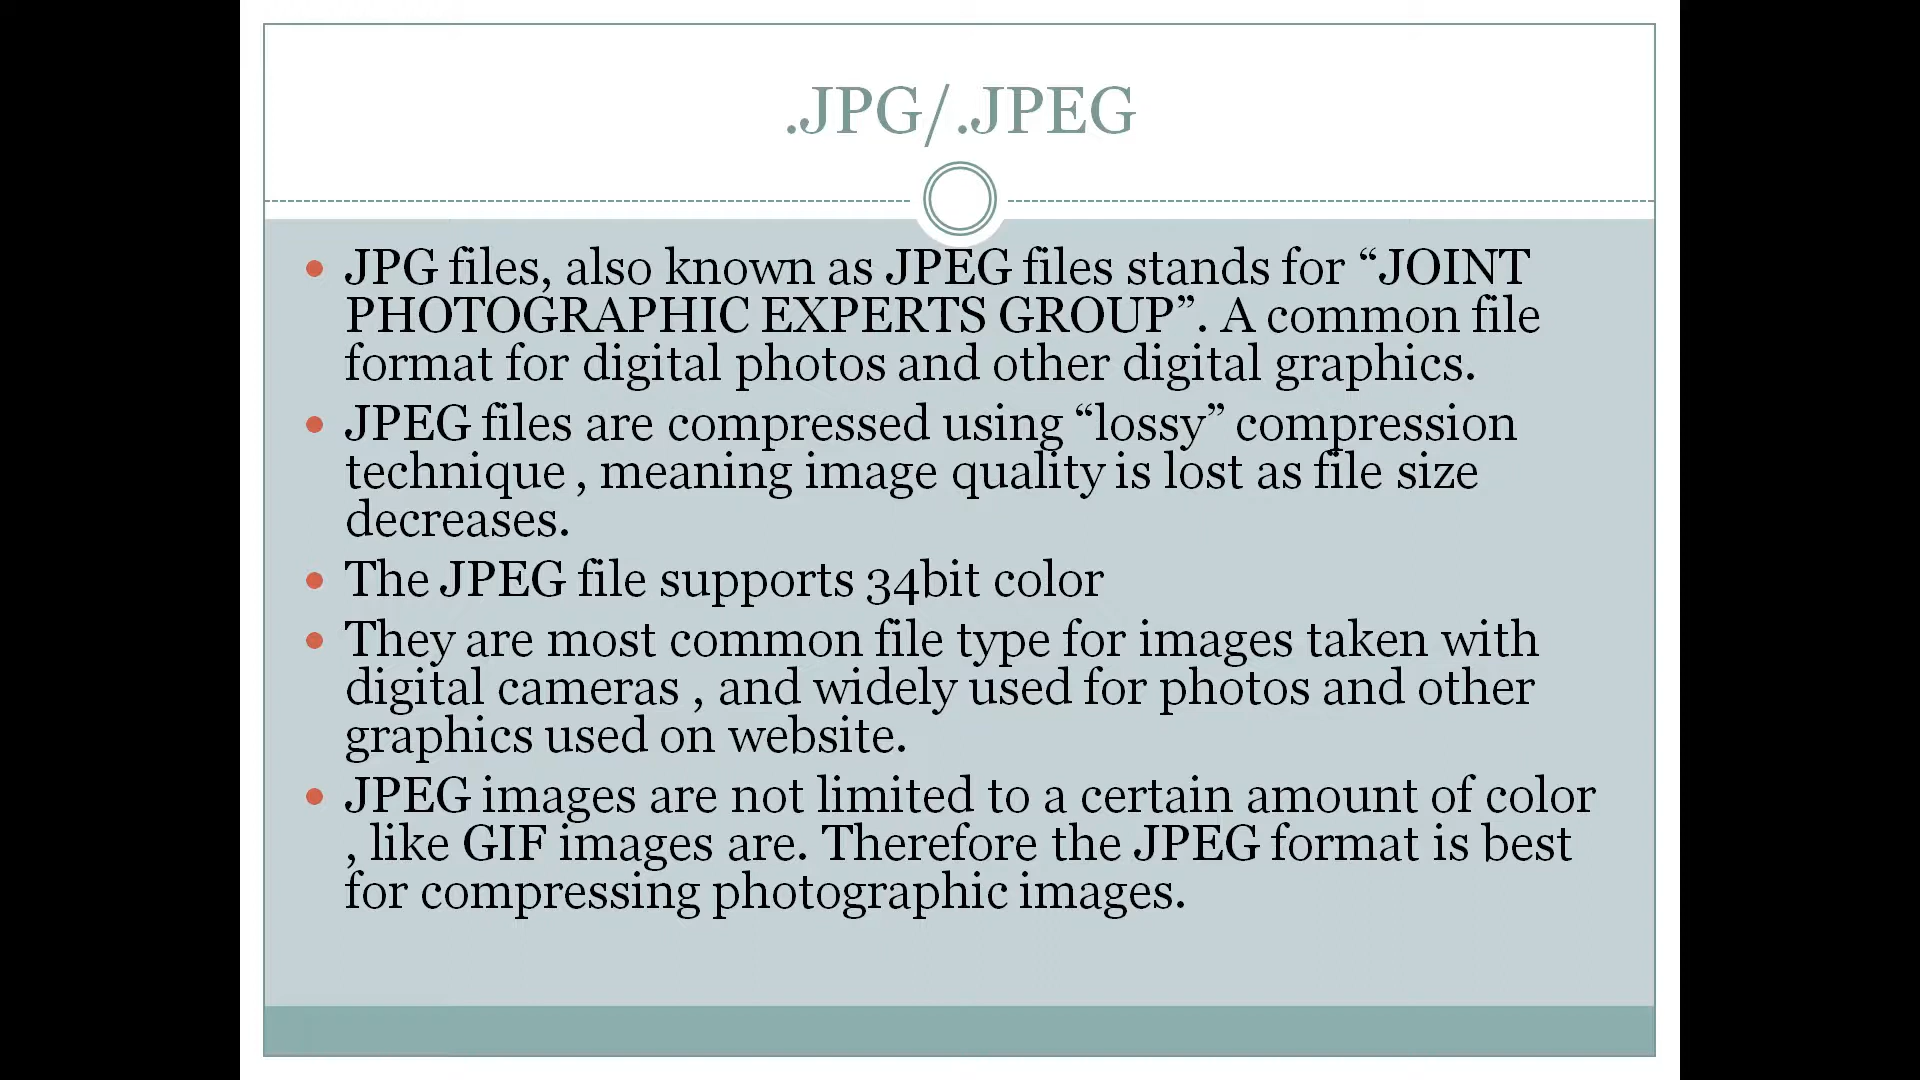 .JPG/.JPEG
• JPG files, also known as JPEG files stands for “JOINT
PHOTOGRAPHIC EXPERTS GROUP”. A common file
format for digital photos and other digital graphics.
• JPEG files are compressed using “lossy” compression
technique , meaning image quality is lost as file size
decreases.
• The JPEG file supports 34bit color
• They are most common file type for images taken with
digital cameras , and widely used for photos and other
graphics used on website.
• JPEG images are not limited to a certain amount of color
, like GIF images are. Therefore the JPEG format is best
for compressing photographic images.